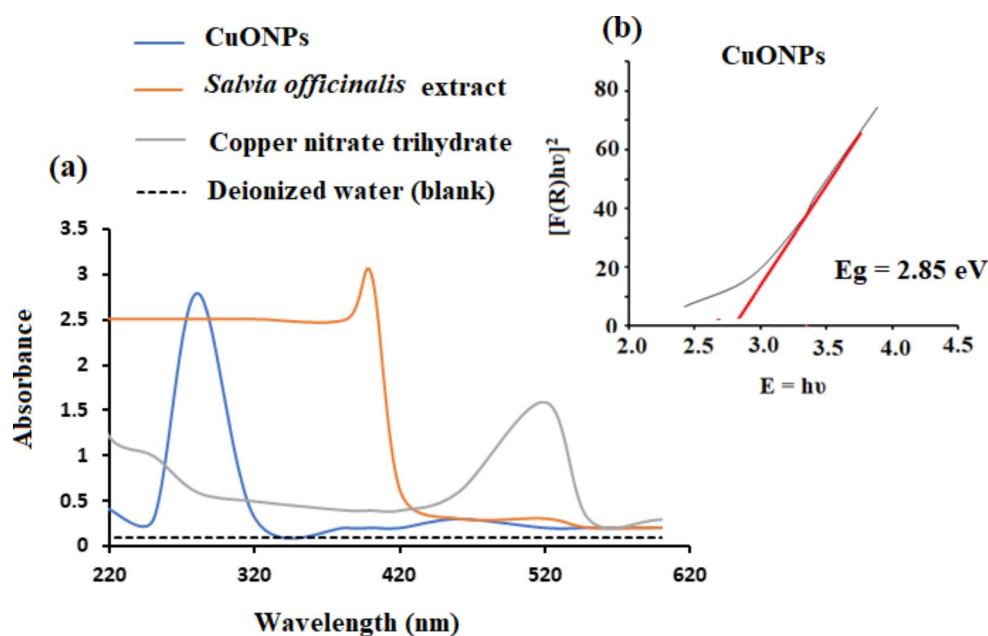 CuONPs
Salvia officinalis extract
Copper nitrate trihydrate
Deionized water (blank)
(a)
3.5
3
2.5
2
1.5
1
0.5
0
Absorbance
220
320
420
520
620
Wavelength (nm)
(b)
CuONPs
80
60
40
20
0
[F(R)hυ]²
Eg = 2.85 eV
2.0
2.5
3.0
3.5
4.0
4.5
E = hυ